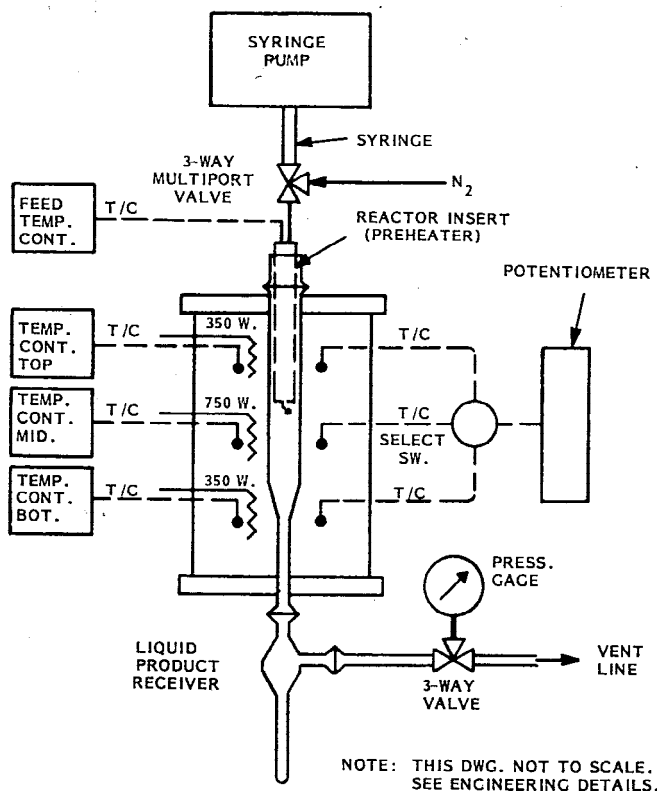 SYRINGE
PUMP
SYRINGE
3-WAY
MULTIPORT
VALVE
N2
FEED
TEMP.
CONT.
T/C
REACTOR INSERT
(PREHEATER)
POTENTIOMETER
TEMP.
CONT.
TOP
T/C
350 W.
T/C
TEMP.
CONT.
MID.
T/C
750 W.
T/C
SELECT
SW.
TEMP.
CONT.
BOT.
T/C
350 W.
T/C
PRESS.
GAGE
LIQUID
PRODUCT
RECEIVER
VENT
LINE
3-WAY
VALVE
NOTE: THIS DWG. NOT TO SCALE.
SEE ENGINEERING DETAILS.